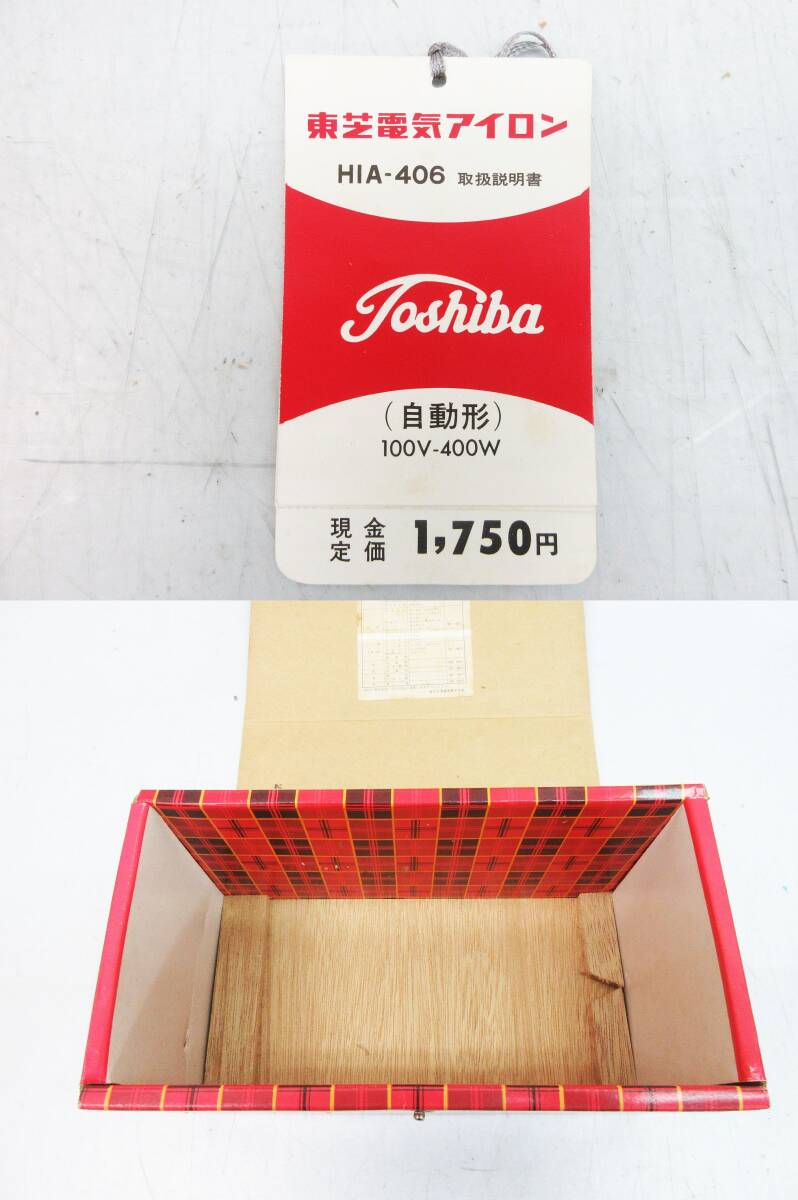 東芝電気アイロン
HIA-406 取扱説明書
Toshiba
(自動形)
100V-400W
現金定価 1,750円